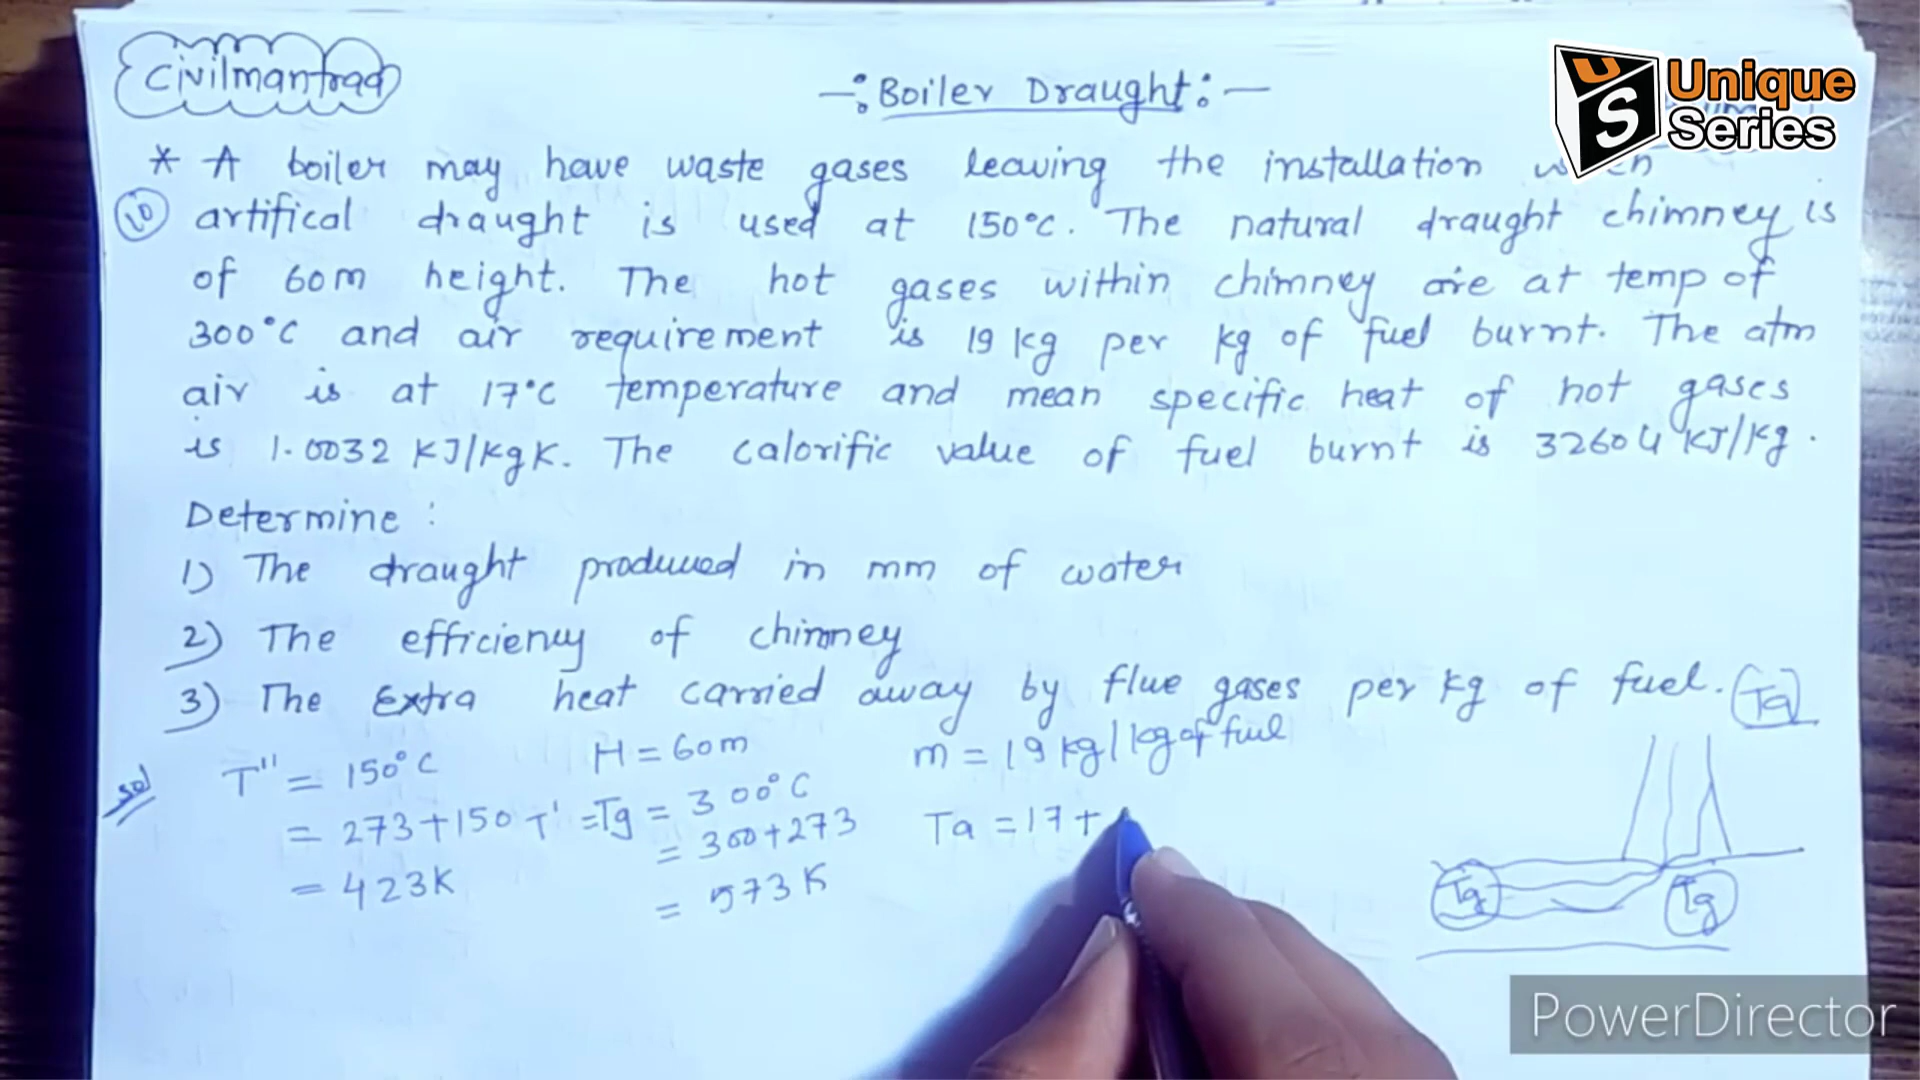 Civilmantraa
-: Boiler Draught :-
US Unique Series
* A boiler may have waste gases leaving the installation
10 artifical draught is used at 150°C. The natural draught chimney is
of 60m height. The hot gases within chimney are at temp of
300°C and air requirement is 19 kg per kg of fuel burnt. The atm
air is at 17°C temperature and mean specific heat of hot gases
is 1.0032 KJ/kgK. The calorific value of fuel burnt is 32604 KJ/kg.
Determine :
1) The draught produced in mm of water
2) The efficiency of chimney
3) The Extra heat carried away by flue gases per kg of fuel.
Sol T" = 150°C H = 60m m = 19 kg/kg of fuel
= 273+150 T' = Tg = 300°C Ta = 17+
= 423K = 300+273
= 573K
Ta
Tg Tg
PowerDirector